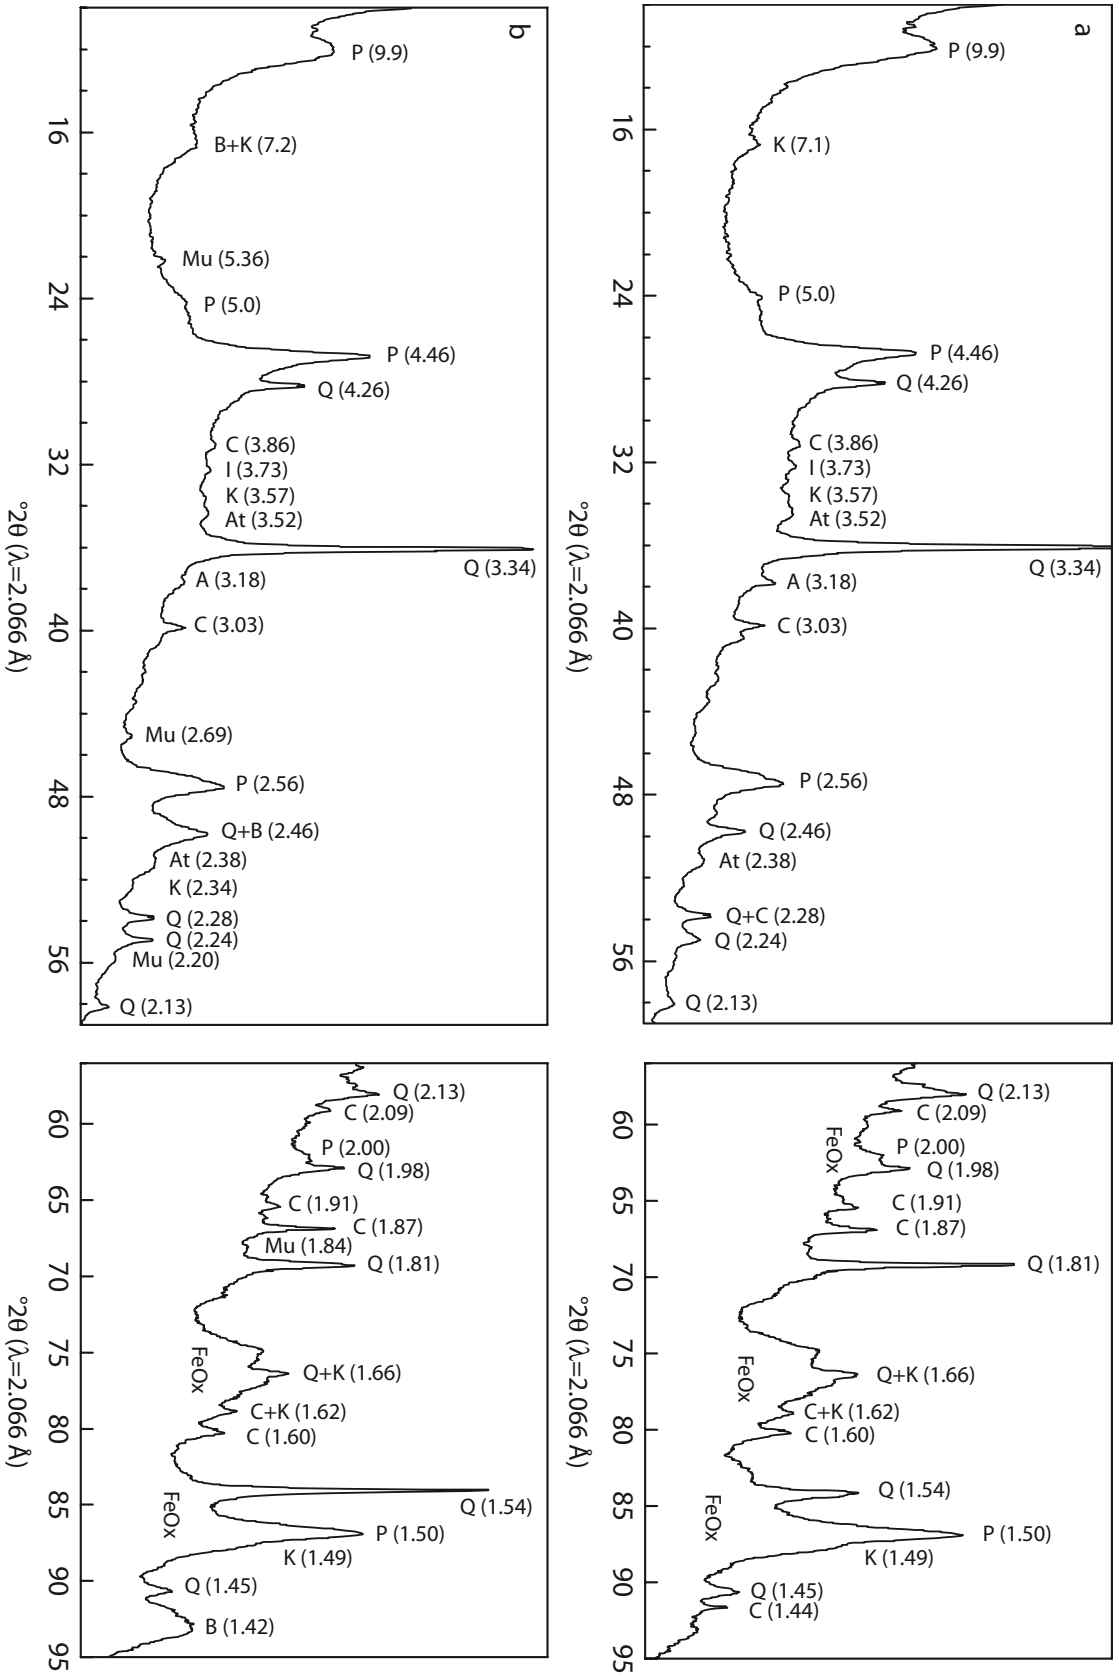 a
P (9.9)
K (7.1)
P (5.0)
P (4.46)
Q (4.26)
C (3.86)
I (3.73)
K (3.57)
At (3.52)
Q (3.34)
A (3.18)
C (3.03)
P (2.56)
Q (2.46)
At (2.38)
Q+C (2.28)
Q (2.24)
Q (2.13)
16 24 32 40 48 56
°2θ (λ=2.066 Å)
Q (2.13)
C (2.09)
FeOx
P (2.00)
Q (1.98)
C (1.91)
C (1.87)
Q (1.81)
FeOx
Q+K (1.66)
C+K (1.62)
C (1.60)
Q (1.54)
FeOx
P (1.50)
K (1.49)
Q (1.45)
C (1.44)
60 65 70 75 80 85 90 95
°2θ (λ=2.066 Å)
b
P (9.9)
B+K (7.2)
Mu (5.36)
P (5.0)
P (4.46)
Q (4.26)
C (3.86)
I (3.73)
K (3.57)
At (3.52)
Q (3.34)
A (3.18)
C (3.03)
Mu (2.69)
P (2.56)
Q+B (2.46)
At (2.38)
K (2.34)
Q (2.28)
Q (2.24)
Mu (2.20)
Q (2.13)
16 24 32 40 48 56
°2θ (λ=2.066 Å)
Q (2.13)
C (2.09)
P (2.00)
Q (1.98)
C (1.91)
C (1.87)
Mu (1.84)
Q (1.81)
FeOx
Q+K (1.66)
C+K (1.62)
C (1.60)
Q (1.54)
FeOx
P (1.50)
K (1.49)
Q (1.45)
B (1.42)
60 65 70 75 80 85 90 95
°2θ (λ=2.066 Å)